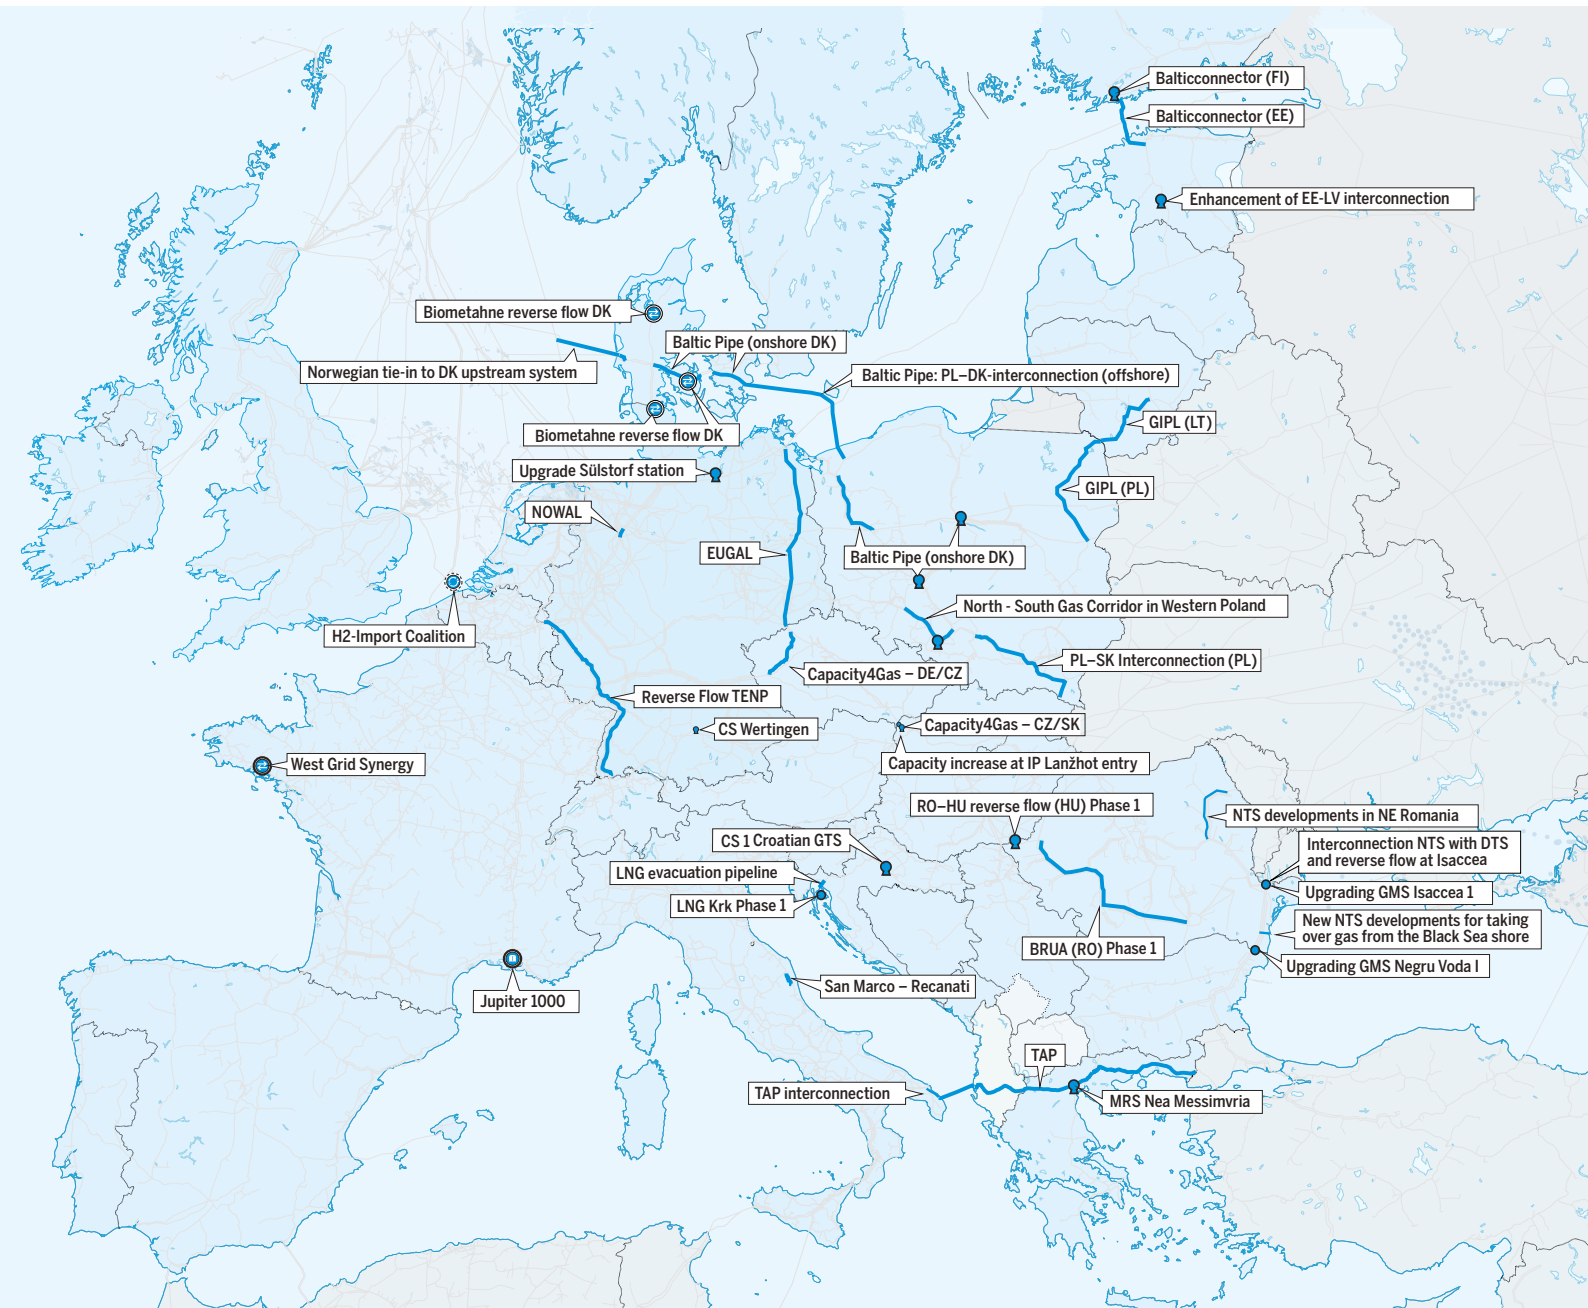 Balticconnector (FI)
Balticconnector (EE)
Enhancement of EE-LV interconnection
Biometahne reverse flow DK
Baltic Pipe (onshore DK)
Norwegian tie-in to DK upstream system
Baltic Pipe: PL–DK-interconnection (offshore)
GIPL (LT)
Biometahne reverse flow DK
Upgrade Sülstorf station
GIPL (PL)
NOWAL
EUGAL
Baltic Pipe (onshore DK)
North - South Gas Corridor in Western Poland
H2-Import Coalition
PL–SK Interconnection (PL)
Capacity4Gas – DE/CZ
Reverse Flow TENP
CS Wertingen
Capacity4Gas – CZ/SK
West Grid Synergy
Capacity increase at IP Lanžhot entry
RO–HU reverse flow (HU) Phase 1
NTS developments in NE Romania
CS 1 Croatian GTS
Interconnection NTS with DTS
and reverse flow at Isaccea
LNG evacuation pipeline
Upgrading GMS Isaccea 1
LNG Krk Phase 1
New NTS developments for taking
over gas from the Black Sea shore
BRUA (RO) Phase 1
Upgrading GMS Negru Voda I
San Marco – Recanati
Jupiter 1000
TAP
TAP interconnection
MRS Nea Messimvria